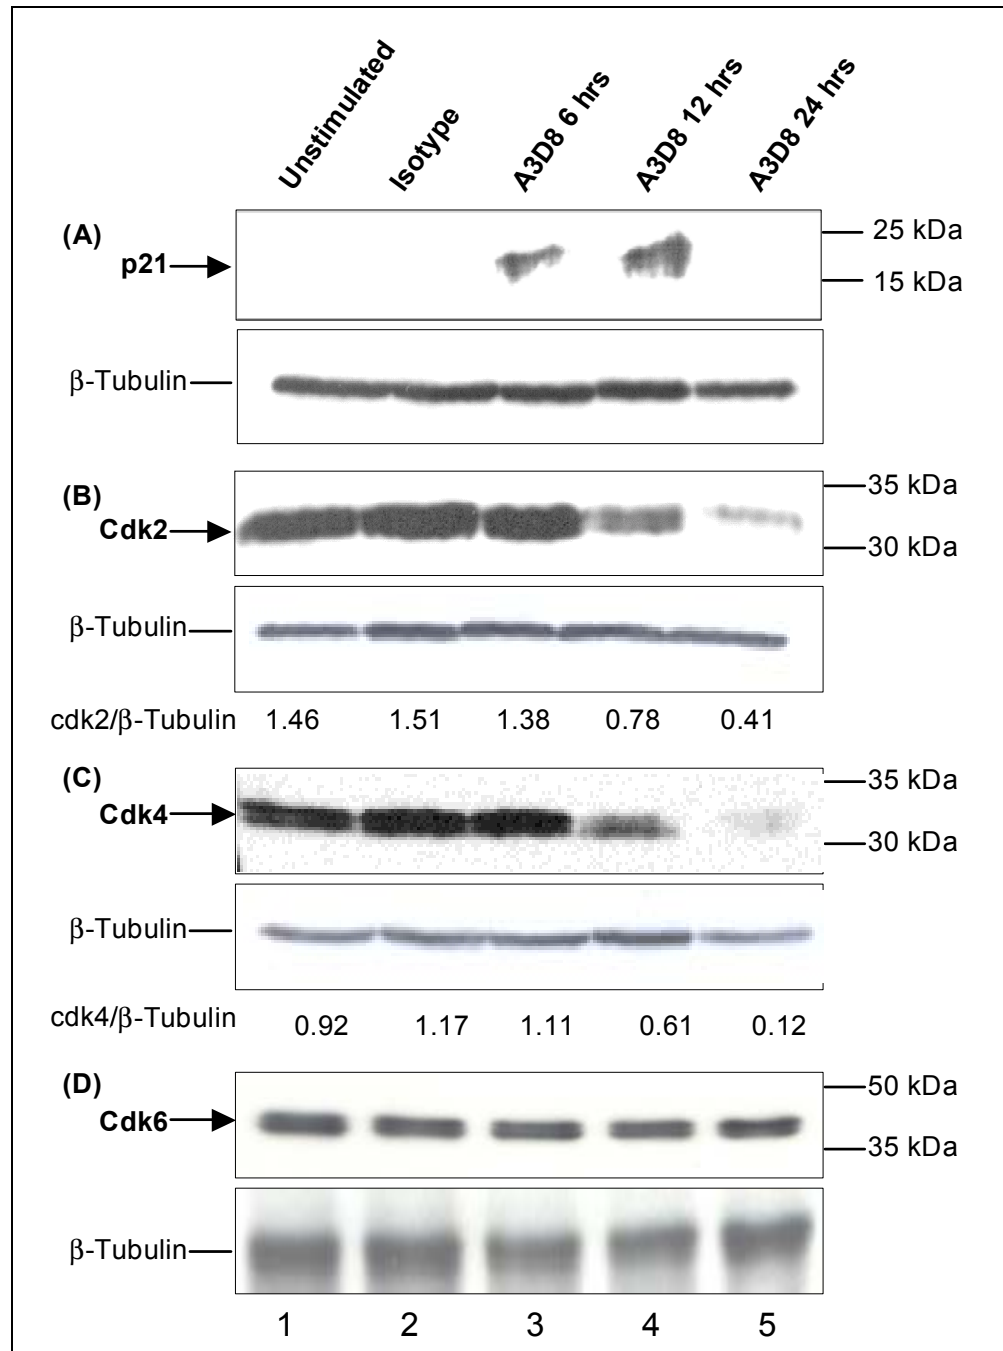 Unstimulated
Isotype
A3D8 6 hrs
A3D8 12 hrs
A3D8 24 hrs
(A)
p21
25 kDa
15 kDa
β-Tubulin
(B)
Cdk2
35 kDa
30 kDa
β-Tubulin
cdk2/β-Tubulin 1.46 1.51 1.38 0.78 0.41
(C)
Cdk4
35 kDa
30 kDa
β-Tubulin
cdk4/β-Tubulin 0.92 1.17 1.11 0.61 0.12
(D)
Cdk6
50 kDa
35 kDa
β-Tubulin
1 2 3 4 5